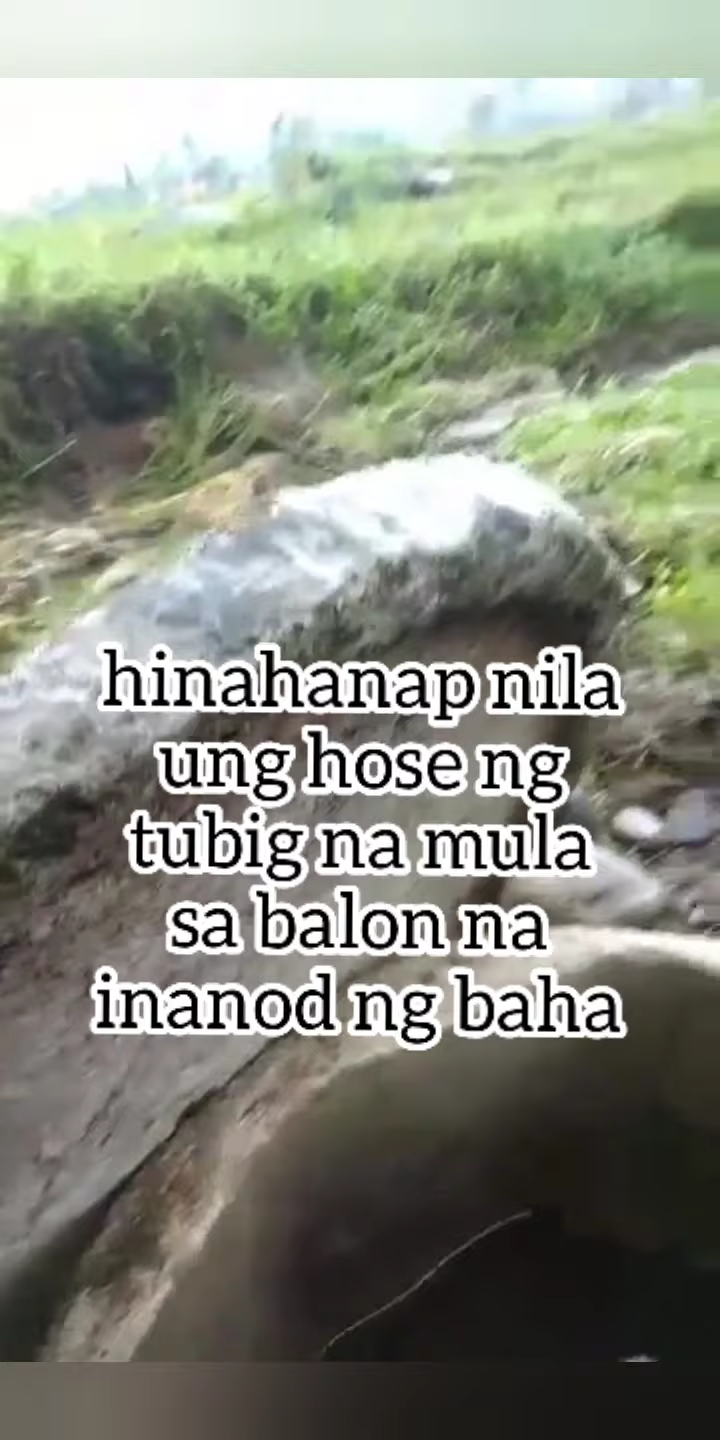 hinahanap nila
ung hose ng
tubig na mula
sa balon na
inanod ng baha